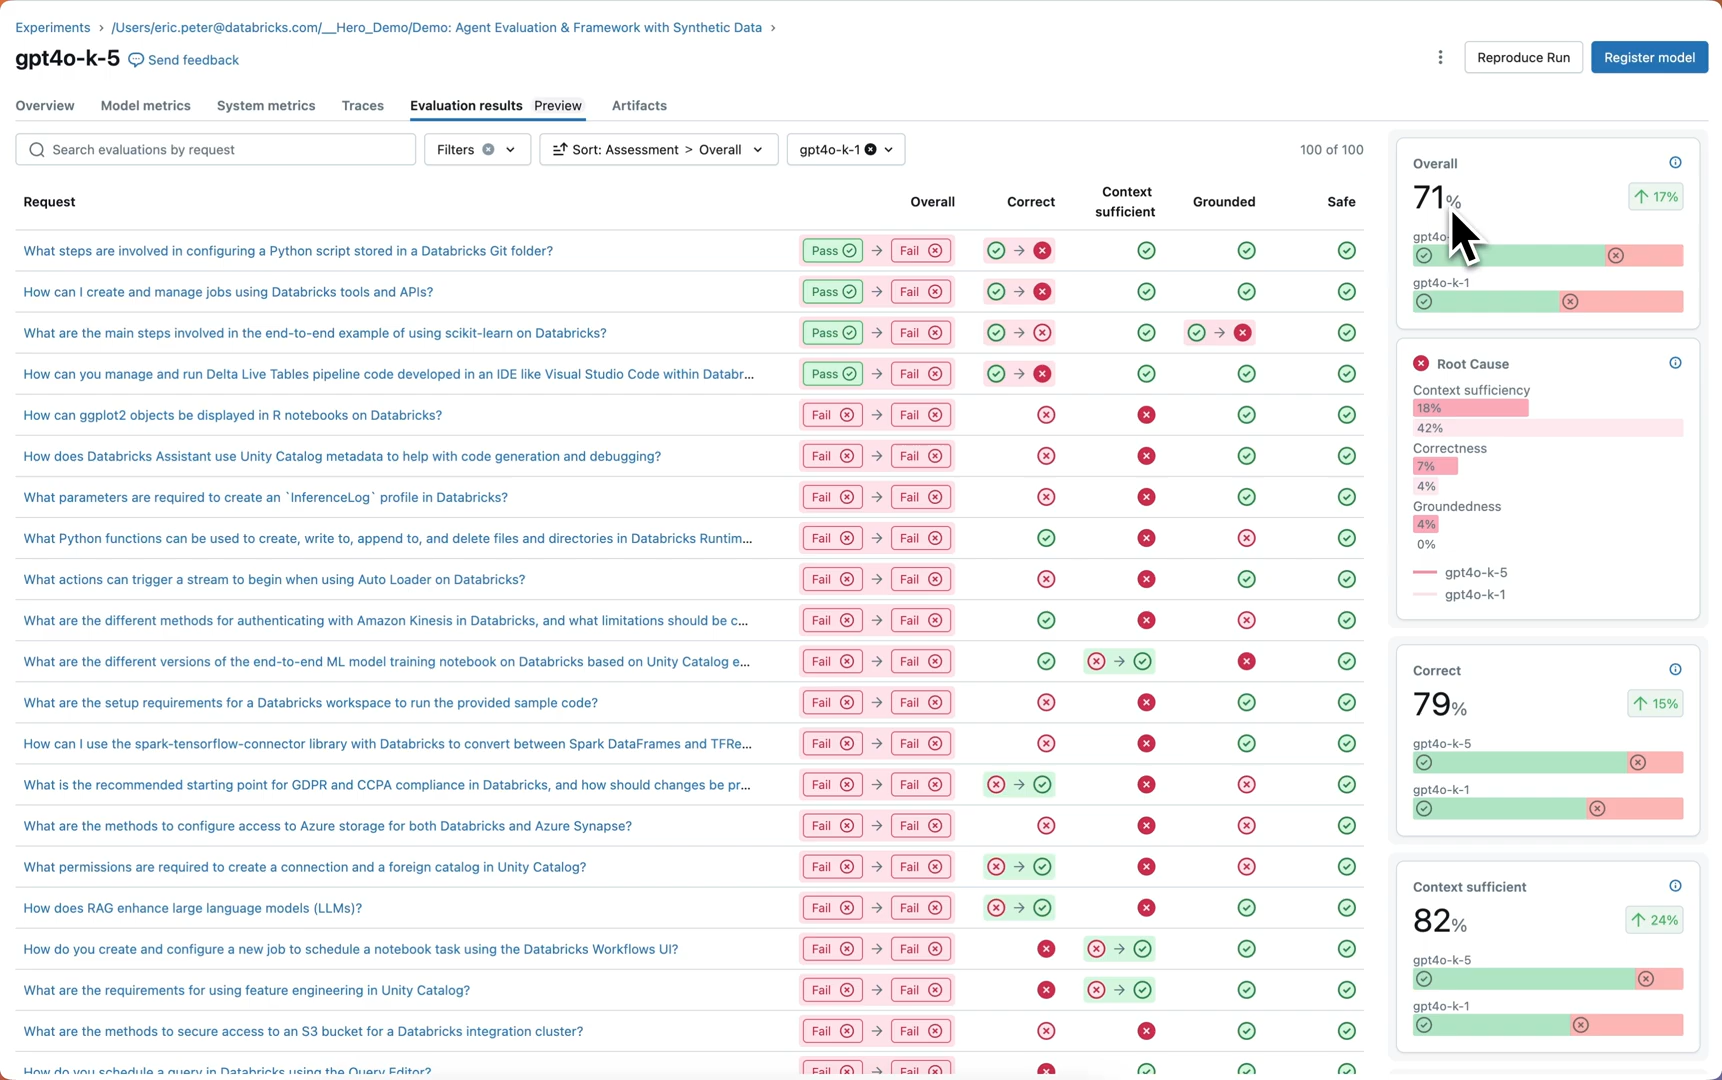 Experiments > /Users/eric.peter@databricks.com/__Hero_Demo/Demo: Agent Evaluation & Framework with Synthetic Data >
gpt4o-k-5 Send feedback
Reproduce Run
Register model
Overview Model metrics System metrics Traces Evaluation results Preview Artifacts
Search evaluations by request
Filters
Sort: Assessment > Overall
gpt4o-k-1
100 of 100
Request Overall Correct Context sufficient Grounded Safe
What steps are involved in configuring a Python script stored in a Databricks Git folder? Pass → Fail
How can I create and manage jobs using Databricks tools and APIs? Pass → Fail
What are the main steps involved in the end-to-end example of using scikit-learn on Databricks? Pass → Fail
How can you manage and run Delta Live Tables pipeline code developed in an IDE like Visual Studio Code within Databr... Pass → Fail
How can ggplot2 objects be displayed in R notebooks on Databricks? Fail → Fail
How does Databricks Assistant use Unity Catalog metadata to help with code generation and debugging? Fail → Fail
What parameters are required to create an `InferenceLog` profile in Databricks? Fail → Fail
What Python functions can be used to create, write to, append to, and delete files and directories in Databricks Runtim... Fail → Fail
What actions can trigger a stream to begin when using Auto Loader on Databricks? Fail → Fail
What are the different methods for authenticating with Amazon Kinesis in Databricks, and what limitations should be c... Fail → Fail
What are the different versions of the end-to-end ML model training notebook on Databricks based on Unity Catalog e... Fail → Fail
What are the setup requirements for a Databricks workspace to run the provided sample code? Fail → Fail
How can I use the spark-tensorflow-connector library with Databricks to convert between Spark DataFrames and TFRe... Fail → Fail
What is the recommended starting point for GDPR and CCPA compliance in Databricks, and how should changes be pr... Fail → Fail
What are the methods to configure access to Azure storage for both Databricks and Azure Synapse? Fail → Fail
What permissions are required to create a connection and a foreign catalog in Unity Catalog? Fail → Fail
How does RAG enhance large language models (LLMs)? Fail → Fail
How do you create and configure a new job to schedule a notebook task using the Databricks Workflows UI? Fail → Fail
What are the requirements for using feature engineering in Unity Catalog? Fail → Fail
What are the methods to secure access to an S3 bucket for a Databricks integration cluster? Fail → Fail
How do you schedule a query in Databricks using the Query Editor? Fail → Fail
Overall
71%
↑ 17%
gpt4o-
gpt4o-k-1
Root Cause
Context sufficiency
18%
42%
Correctness
7%
4%
Groundedness
4%
0%
gpt4o-k-5
gpt4o-k-1
Correct
79%
↑ 15%
gpt4o-k-5
gpt4o-k-1
Context sufficient
82%
↑ 24%
gpt4o-k-5
gpt4o-k-1